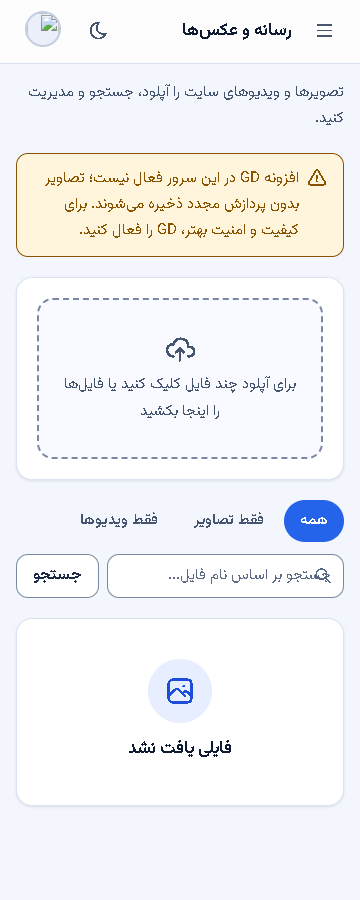 رسانه و عکس‌ها
تصویرها و ویدیوهای سایت را آپلود، جستجو و مدیریت
کنید.
افزونه GD در این سرور فعال نیست؛ تصاویر
بدون پردازش مجدد ذخیره می‌شوند. برای
کیفیت و امنیت بهتر، GD را فعال کنید.
برای آپلود چند فایل کلیک کنید یا فایل‌ها
را اینجا بکشید
همه
فقط تصاویر
فقط ویدیوها
جستجو بر اساس نام فایل...
جستجو
فایلی یافت نشد